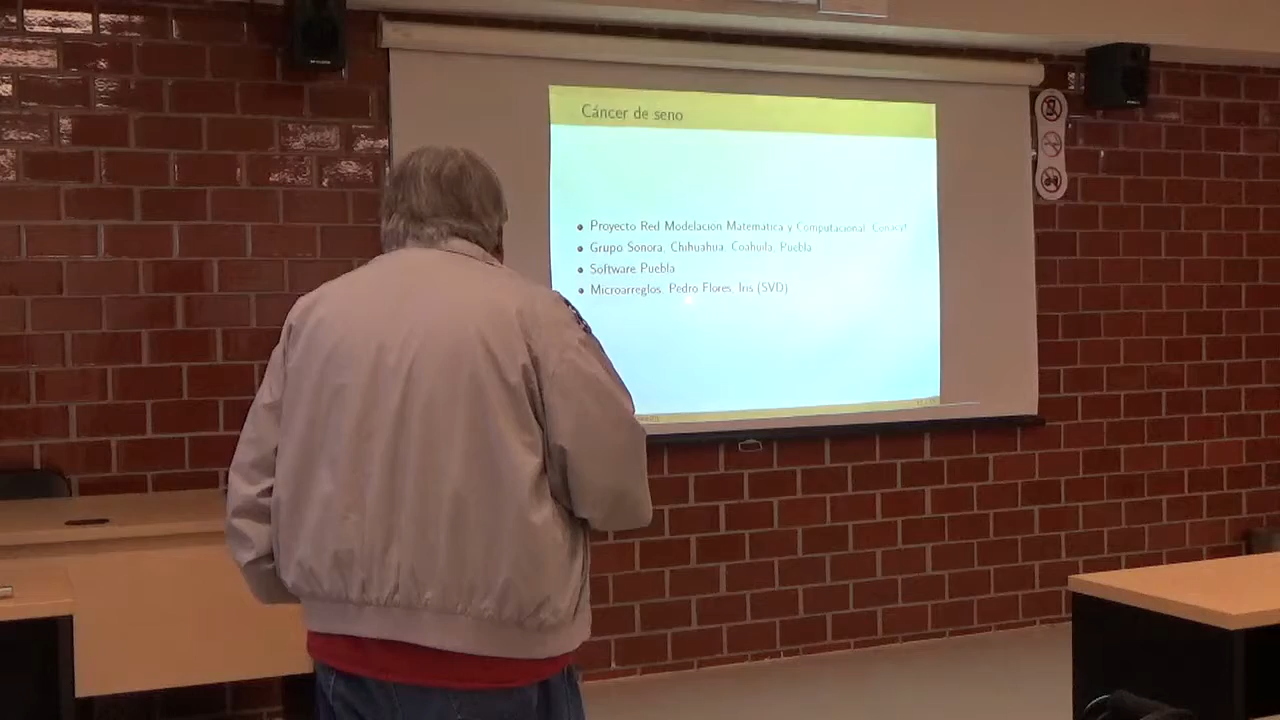 Cáncer de seno
Proyecto Red Modelación Matemática y Computacional, Conacyt
Grupo Sonora, Chihuahua, Coahuila, Puebla
Software Puebla
Microarreglos, Pedro Flores, Iris (SVD)